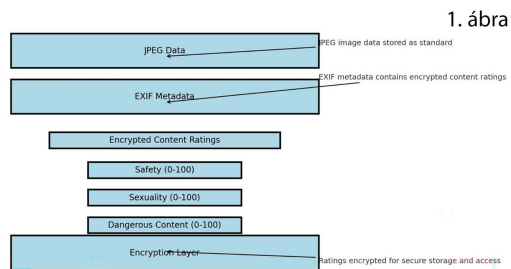 1. ábra
JPEG Data
JPEG image data stored as standard
EXIF metadata contains encrypted content ratings
EXIF Metadata
Encrypted Content Ratings
Safety (0-100)
Sexuality (0-100)
Dangerous Content (0-100)
Encryption Layer
Ratings encrypted for secure storage and access